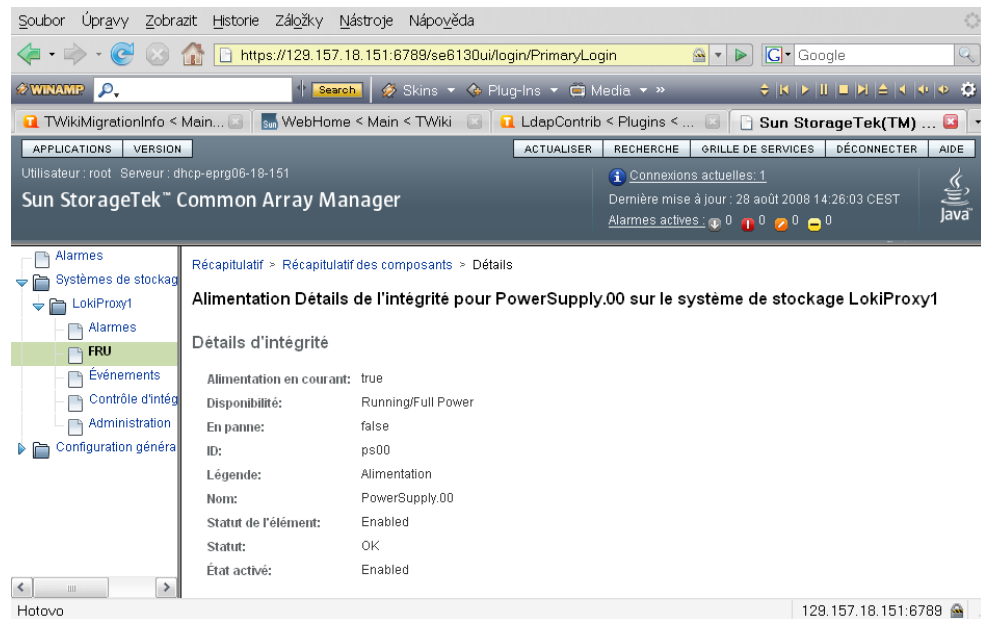 Soubor Úpravy Zobrazit Historie Záložky Nástroje Nápověda
https://129.157.18.151:6789/se6130ui/login/PrimaryLogin G Google
WINAMP Search Skins Plug-Ins Media »
TWikiMigrationInfo < Main... Sun WebHome < Main < TWiki LdapContrib < Plugins < ... Sun StorageTek(TM) ...
APPLICATIONS VERSION ACTUALISER RECHERCHE GRILLE DE SERVICES DÉCONNECTER AIDE
Utilisateur : root Serveur : dhcp-eprg06-18-151
Connexions actuelles: 1
Sun StorageTek™ Common Array Manager
Dernière mise à jour : 28 août 2008 14:26:03 CEST
Alarmes actives : 0 0 0 0
Java™
Alarmes
Systèmes de stockag
LokiProxy1
Alarmes
FRU
Événements
Contrôle d'intég
Administration
Configuration généra
Récapitulatif > Récapitulatif des composants > Détails
Alimentation Détails de l'intégrité pour PowerSupply.00 sur le système de stockage LokiProxy1
Détails d'intégrité
Alimentation en courant: true
Disponibilité: Running/Full Power
En panne: false
ID: ps00
Légende: Alimentation
Nom: PowerSupply.00
Statut de l'élément: Enabled
Statut: OK
État activé: Enabled
Hotovo 129.157.18.151:6789